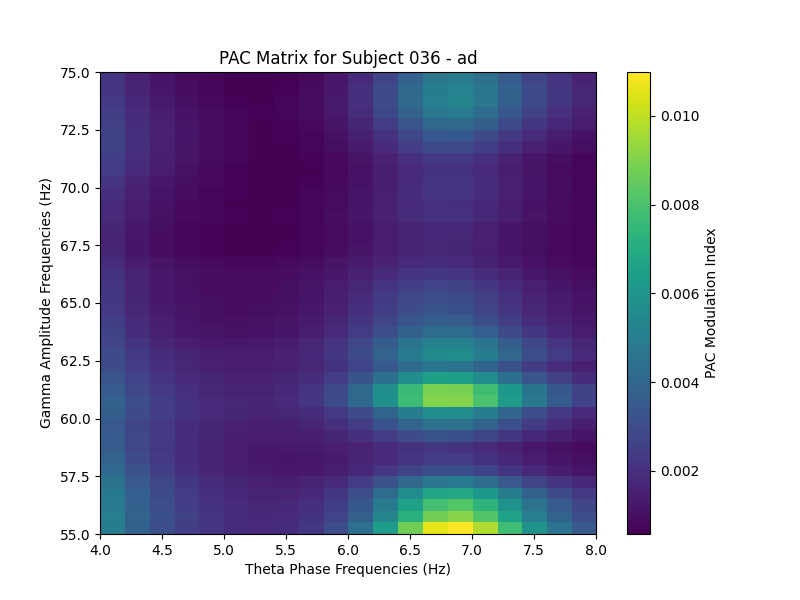 PAC Matrix for Subject 036 - ad
75.0
72.5
70.0
67.5
65.0
62.5
60.0
57.5
55.0
Gamma Amplitude Frequencies (Hz)
4.0 4.5 5.0 5.5 6.0 6.5 7.0 7.5 8.0
Theta Phase Frequencies (Hz)
0.010
0.008
0.006
0.004
0.002
PAC Modulation Index